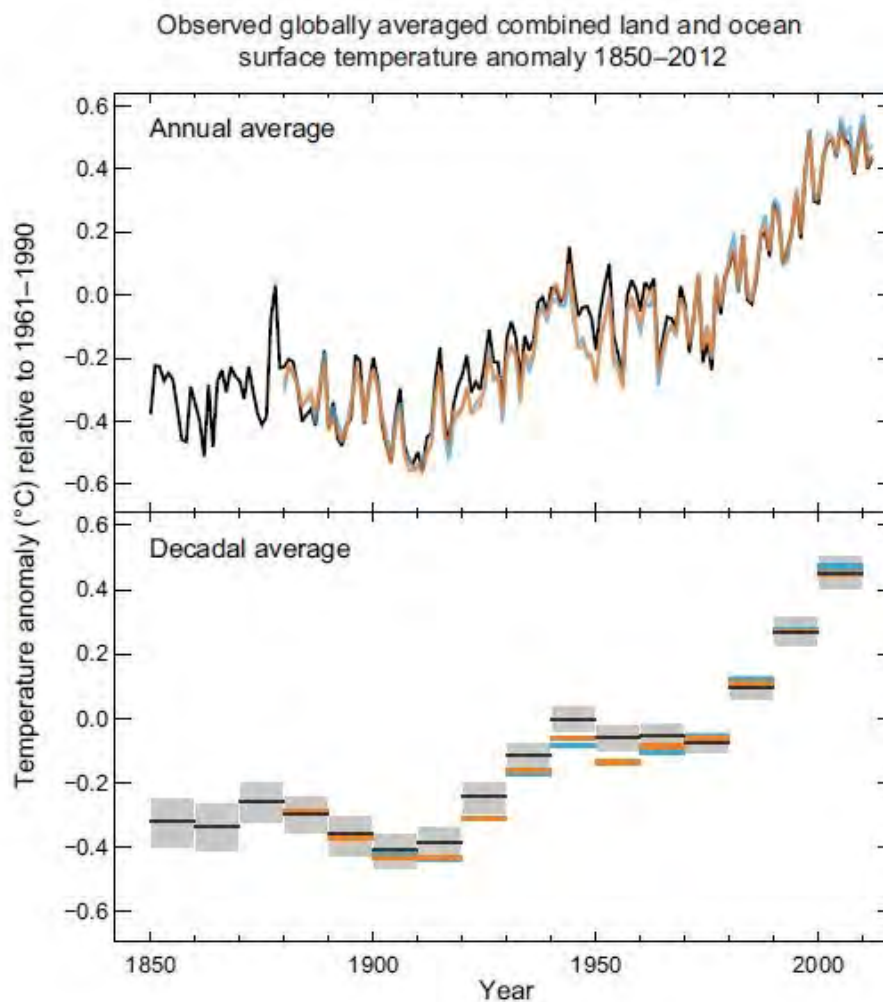 Observed globally averaged combined land and ocean
surface temperature anomaly 1850–2012
Temperature anomaly (°C) relative to 1961–1990
Annual average
0.6
0.4
0.2
0.0
−0.2
−0.4
−0.6
Decadal average
0.6
0.4
0.2
0.0
−0.2
−0.4
−0.6
1850 1900 1950 2000
Year